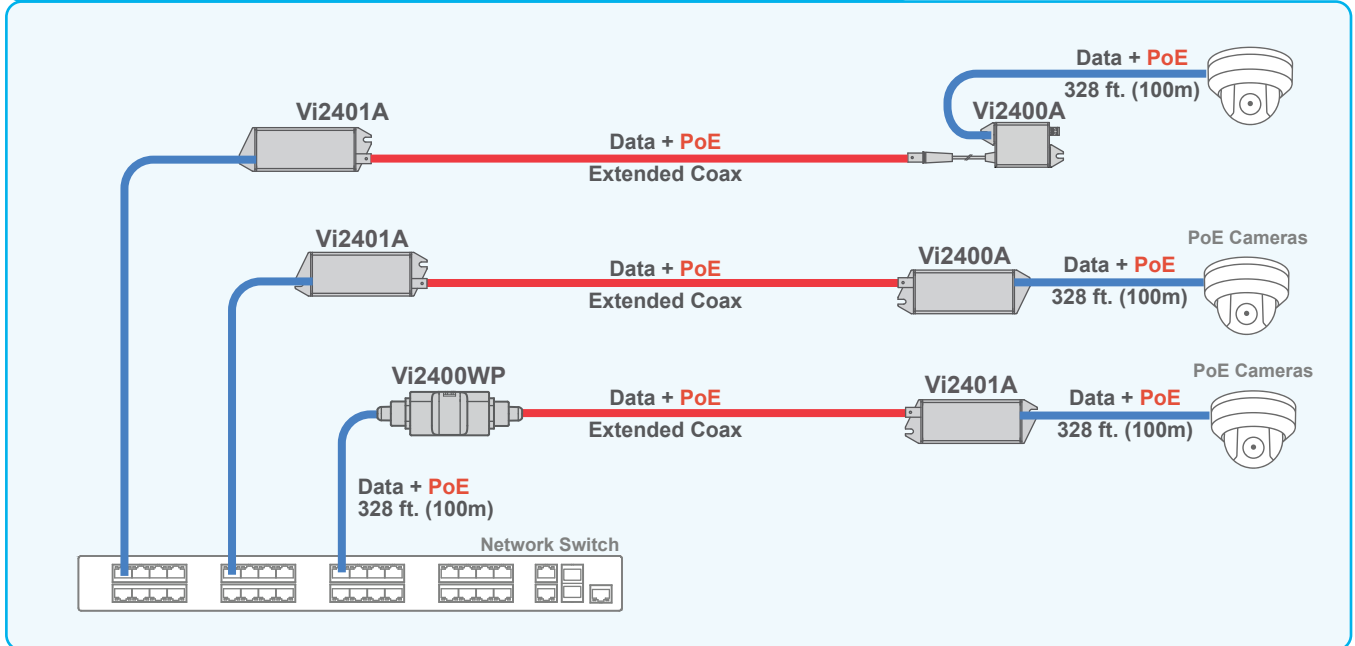 Data + PoE
328 ft. (100m)
Vi2401A
Vi2400A
Data + PoE
Extended Coax
Vi2401A
Data + PoE
Extended Coax
Vi2400A
Data + PoE
328 ft. (100m)
PoE Cameras
Vi2400WP
Data + PoE
Extended Coax
Vi2401A
Data + PoE
328 ft. (100m)
PoE Cameras
Data + PoE
328 ft. (100m)
Network Switch